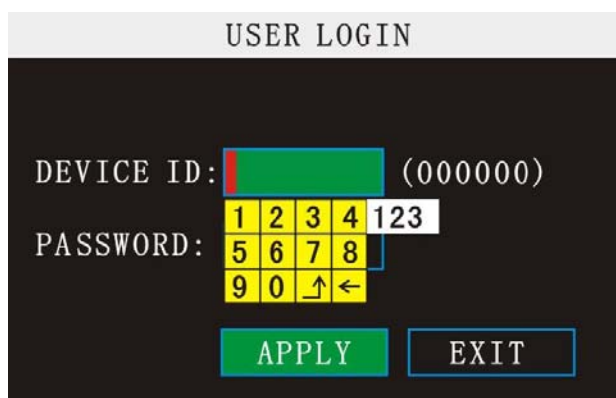 USER LOGIN
DEVICE ID: (000000)
1 2 3 4 123
PASSWORD: 5 6 7 8
9 0 ←
APPLY EXIT